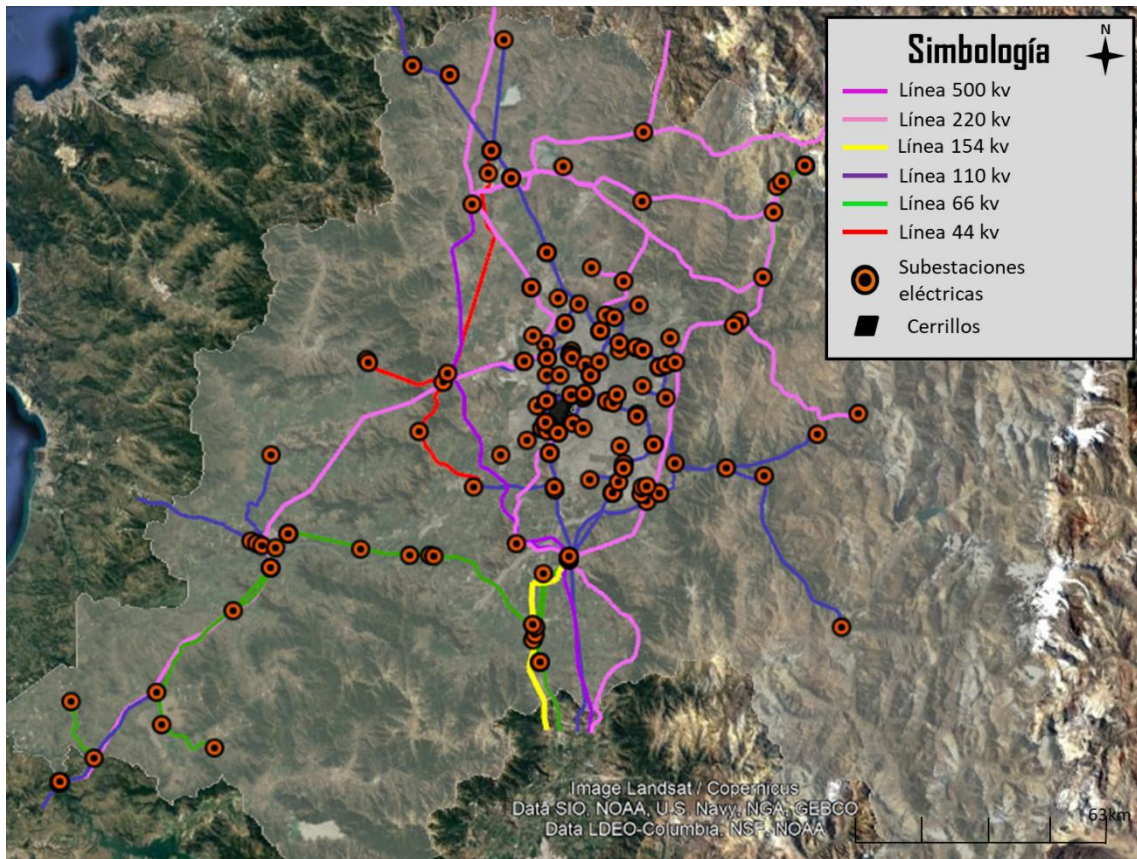 Simbología
N
Línea 500 kv
Línea 220 kv
Línea 154 kv
Línea 110 kv
Línea 66 kv
Línea 44 kv
Subestaciones
eléctricas
Cerrillos
Image Landsat / Copernicus
Data SIO, NOAA, U.S. Navy, NGA, GEBCO
Data LDEO-Columbia, NSF, NOAA
63km